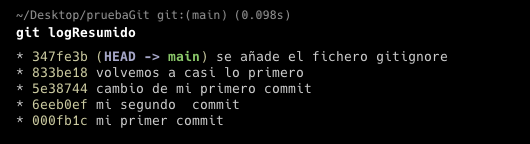 ~/Desktop/pruebaGit git:(main) (0.098s)
git logResumido
* 347fe3b (HEAD -> main) se añade el fichero gitignore
* 833be18 volvemos a casi lo primero
* 5e38744 cambio de mi primero commit
* 6eeb0ef mi segundo  commit
* 000fb1c mi primer commit